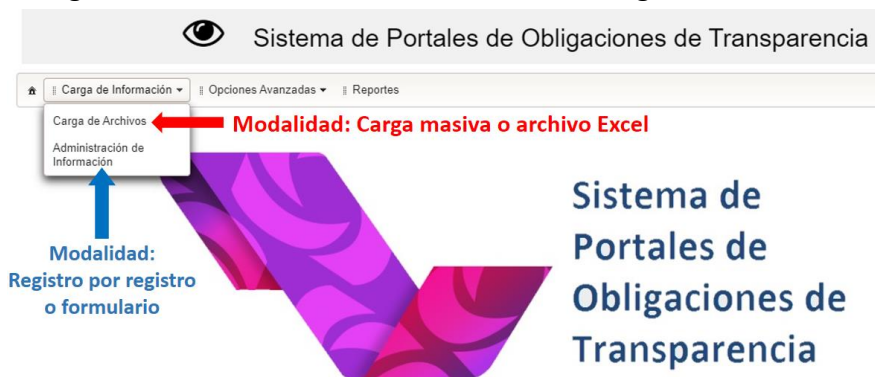 Sistema de Portales de Obligaciones de Transparencia
Carga de Información Opciones Avanzadas Reportes
Carga de Archivos
Modalidad: Carga masiva o archivo Excel
Administración de
Información
Modalidad:
Registro por registro
o formulario
Sistema de
Portales de
Obligaciones de
Transparencia